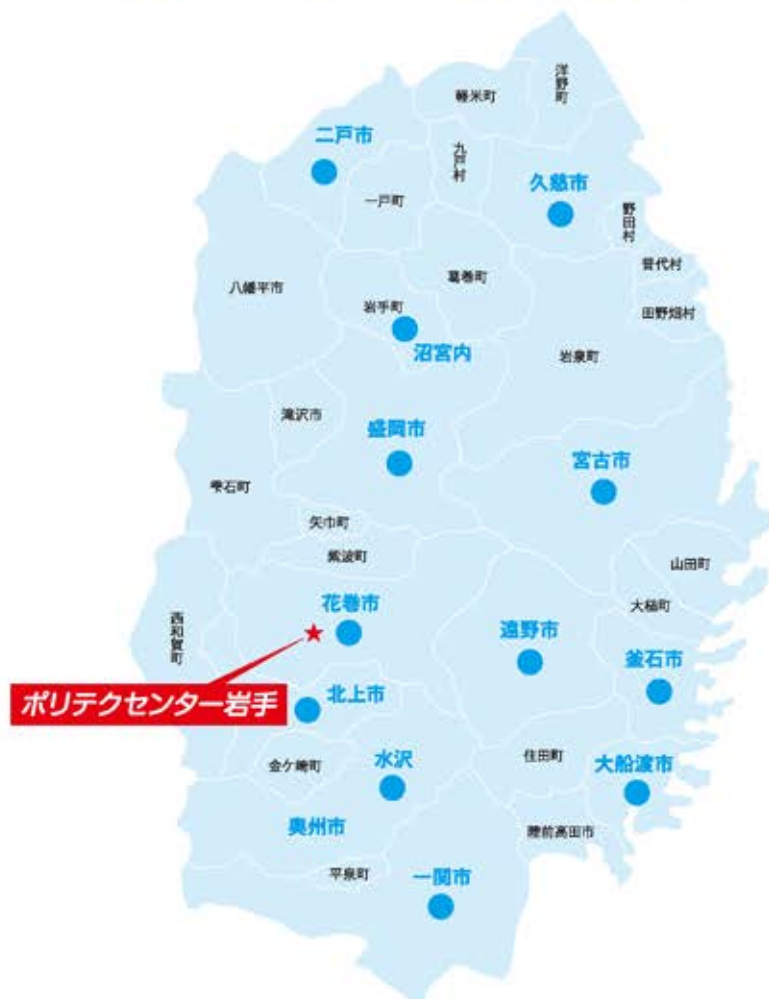 洋野町
軽米町
二戸市
九戸村
久慈市
一戸町
野田村
普代村
葛巻町
八幡平市
岩手町
田野畑村
沼宮内
岩泉町
滝沢市
盛岡市
宮古市
雫石町
矢巾町
紫波町
山田町
花巻市
大槌町
西和賀町
遠野市
釜石市
ポリテクセンター岩手
北上市
住田町
水沢
金ケ崎町
大船渡市
奥州市
陸前高田市
平泉町
一関市